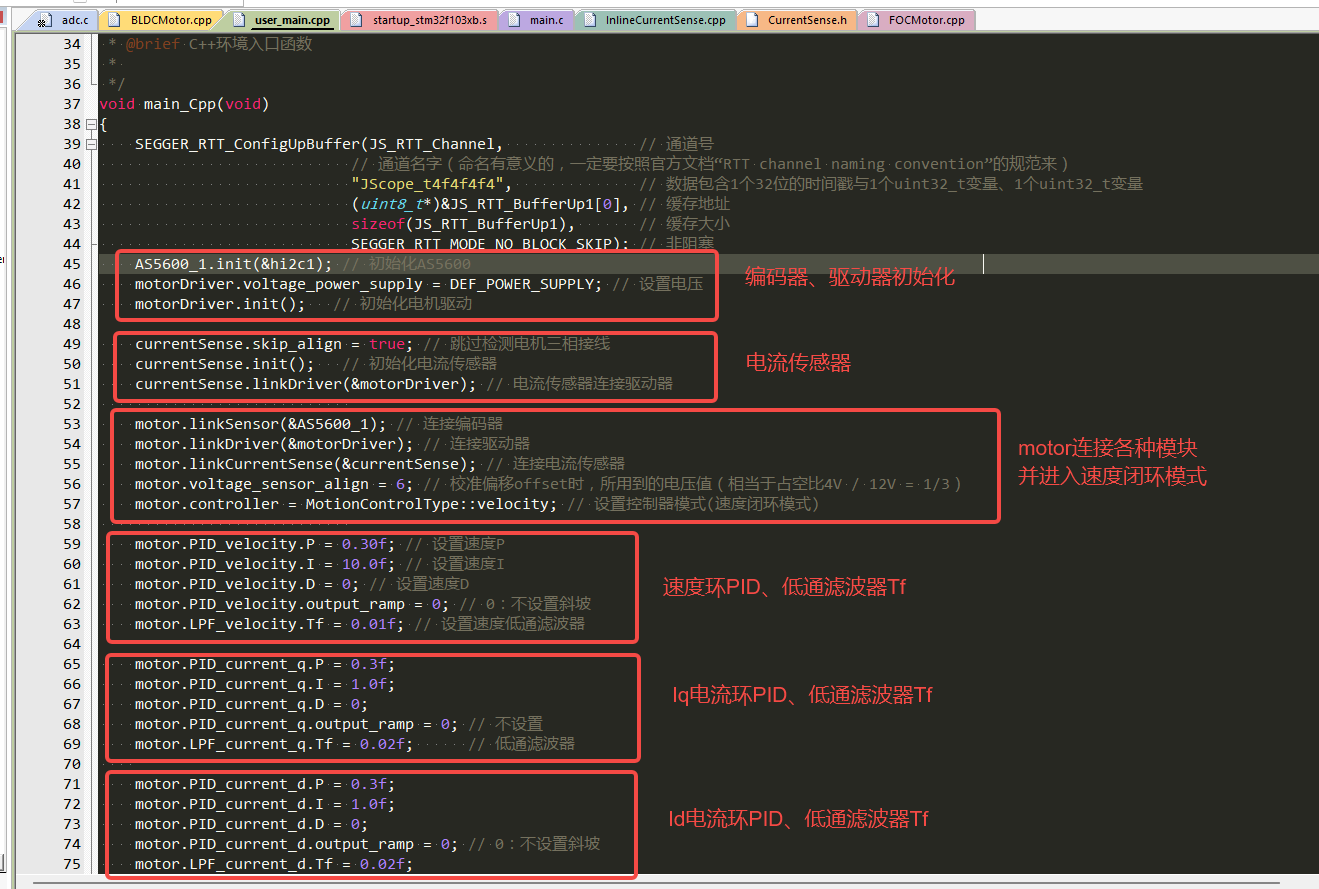 adc.c BLDCMotor.cpp user_main.cpp startup_stm32f103xb.s main.c InlineCurrentSense.cpp CurrentSense.h FOCMotor.cpp
34 * @brief C++环境入口函数
35 *
36 */
37 void main_Cpp(void)
38 {
39 SEGGER_RTT_ConfigUpBuffer(JS_RTT_Channel, // 通道号
40 // 通道名字（命名有意义的，一定要按照官方文档“RTT channel naming convention”的规范来）
41 "JScope_t4f4f4f4", // 数据包含1个32位的时间戳与1个uint32_t变量、1个uint32_t变量
42 (uint8_t*)&JS_RTT_BufferUp1[0], // 缓存地址
43 sizeof(JS_RTT_BufferUp1), // 缓存大小
44 SEGGER_RTT_MODE_NO_BLOCK_SKIP); // 非阻塞
45 AS5600_1.init(&hi2c1); // 初始化AS5600
46 motorDriver.voltage_power_supply = DEF_POWER_SUPPLY; // 设置电压
47 motorDriver.init(); // 初始化电机驱动
编码器、驱动器初始化
48
49 currentSense.skip_align = true; // 跳过检测电机三相接线
50 currentSense.init(); // 初始化电流传感器
51 currentSense.linkDriver(&motorDriver); // 电流传感器连接驱动器
电流传感器
52
53 motor.linkSensor(&AS5600_1); // 连接编码器
54 motor.linkDriver(&motorDriver); // 连接驱动器
55 motor.linkCurrentSense(&currentSense); // 连接电流传感器
56 motor.voltage_sensor_align = 6; // 校准偏移offset时，所用到的电压值（相当于占空比4V / 12V = 1/3）
57 motor.controller = MotionControlType::velocity; // 设置控制器模式(速度闭环模式)
motor连接各种模块
并进入速度闭环模式
58
59 motor.PID_velocity.P = 0.30f; // 设置速度P
60 motor.PID_velocity.I = 10.0f; // 设置速度I
61 motor.PID_velocity.D = 0; // 设置速度D
62 motor.PID_velocity.output_ramp = 0; // 0：不设置斜坡
63 motor.LPF_velocity.Tf = 0.01f; // 设置速度低通滤波器
速度环PID、低通滤波器Tf
64
65 motor.PID_current_q.P = 0.3f;
66 motor.PID_current_q.I = 1.0f;
67 motor.PID_current_q.D = 0;
68 motor.PID_current_q.output_ramp = 0; // 不设置
69 motor.LPF_current_q.Tf = 0.02f; // 低通滤波器
Iq电流环PID、低通滤波器Tf
70
71 motor.PID_current_d.P = 0.3f;
72 motor.PID_current_d.I = 1.0f;
73 motor.PID_current_d.D = 0;
74 motor.PID_current_d.output_ramp = 0; // 0：不设置斜坡
75 motor.LPF_current_d.Tf = 0.02f;
Id电流环PID、低通滤波器Tf